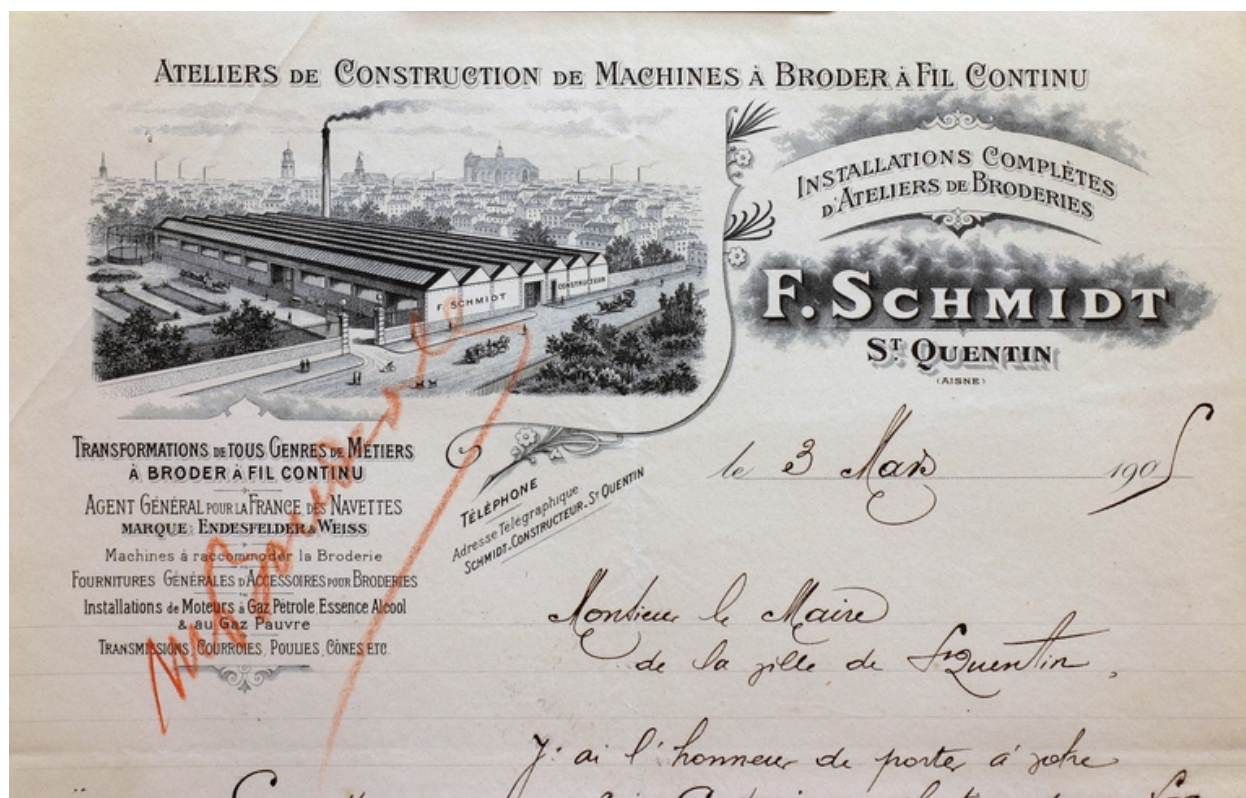 ATELIERS DE CONSTRUCTION DE MACHINES À BRODER À FIL CONTINU
INSTALLATIONS COMPLÈTES
D'ATELIERS DE BRODERIES
F. SCHMIDT
ST QUENTIN
(AISNE)
F. SCHMIDT
CONSTRUCTEUR
TRANSFORMATIONS DE TOUS GENRES DE MÉTIERS
À BRODER À FIL CONTINU
AGENT GÉNÉRAL POUR LA FRANCE DES NAVETTES
MARQUE: ENDESFELDER & WEISS
Machines à raccommoder la Broderie
FOURNITURES GÉNÉRALES D'ACCESSOIRES POUR BRODERIES
Installations de Moteurs à Gaz Pétrole Essence Alcool
& au Gaz Pauvre
TRANSMISSIONS, COURROIES, POULIES, CÔNES, ETC.
TÉLÉPHONE
Adresse Télégraphique
SCHMIDT-CONSTRUCTEUR-ST QUENTIN
le 3 Mars 1905
Monsieur le Maire
de la ville de St Quentin,
J'ai l'honneur de porter à votre